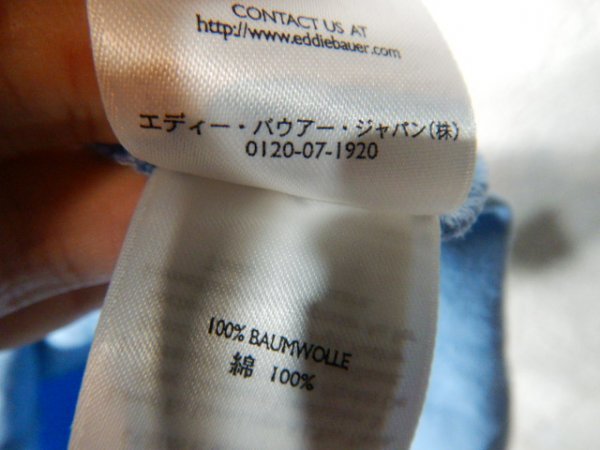 CONTACT US AT
http://www.eddiebauer.com
エディー・バウアー・ジャパン(株)
0120-07-1920
100% BAUMWOLLE
綿 100%